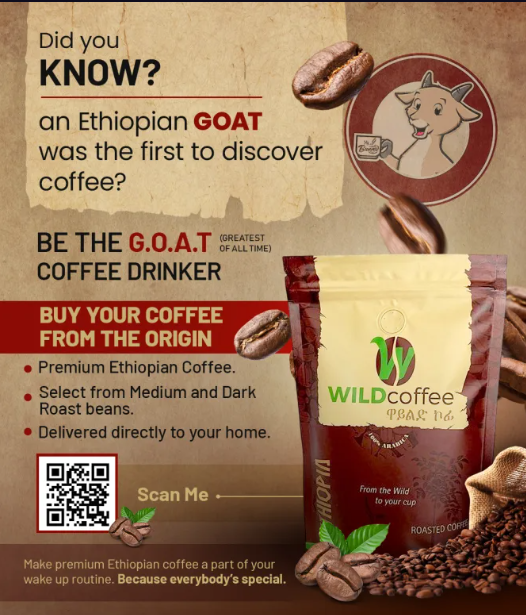 Did you
KNOW?
an Ethiopian GOAT
was the first to discover
coffee?
BE THE G.O.A.T (GREATEST
OF ALL TIME)
COFFEE DRINKER
BUY YOUR COFFEE
FROM THE ORIGIN
Premium Ethiopian Coffee.
Select from Medium and Dark
Roast beans.
Delivered directly to your home.
Scan Me
WILDcoffee
ዋይልድ ኮፊ
100% ARABICA
From the Wild
to your cup
ROASTED COFFEE
Make premium Ethiopian coffee a part of your
wake up routine. Because everybody's special.